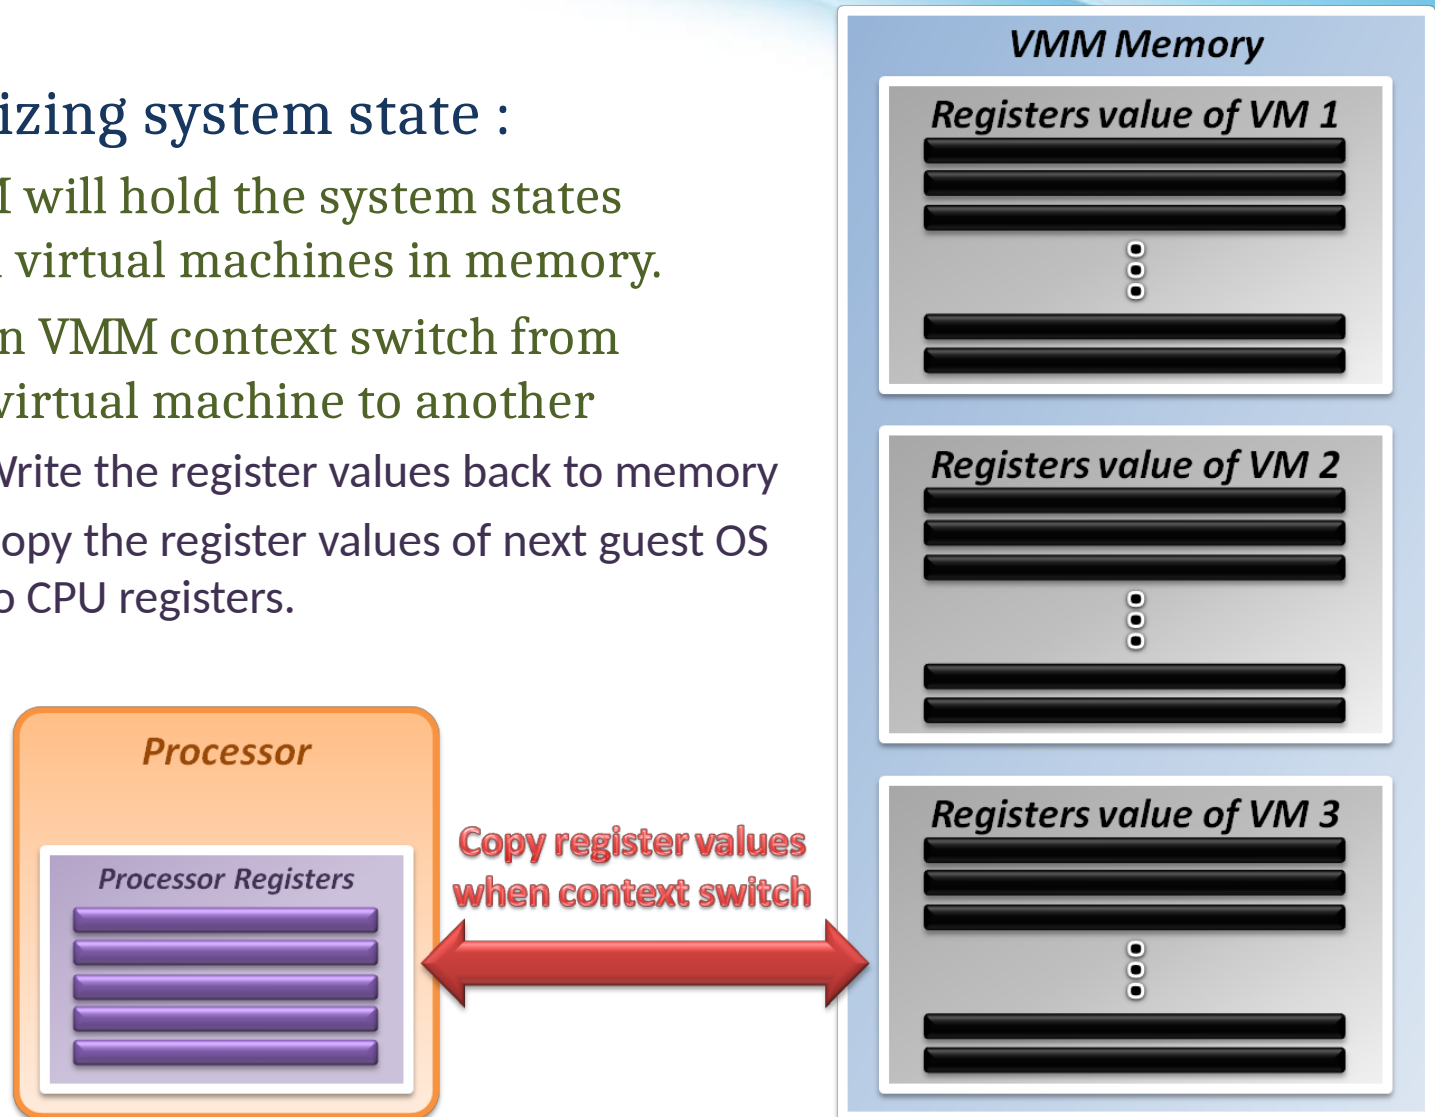 izing system state :
M will hold the system states
virtual machines in memory.
n VMM context switch from
virtual machine to another
Write the register values back to memory
opy the register values of next guest OS
o CPU registers.
VMM Memory
Registers value of VM 1
Registers value of VM 2
Registers value of VM 3
Processor
Processor Registers
Copy register values
when context switch